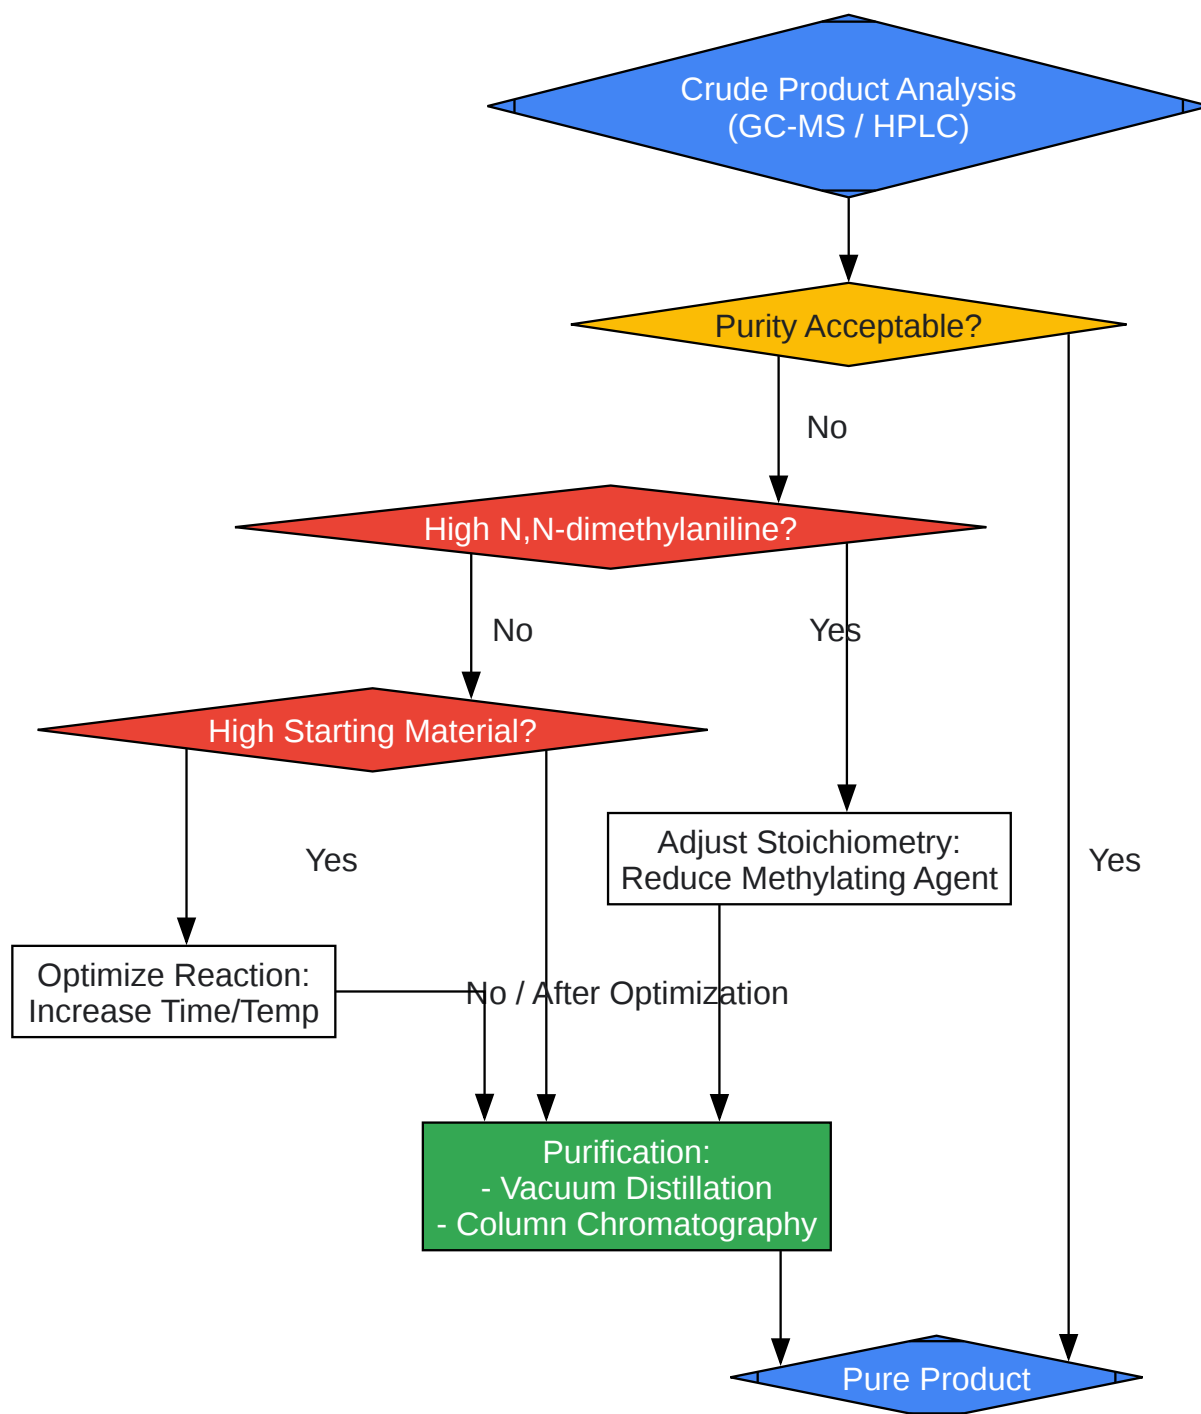 Crude Product Analysis
(GC-MS / HPLC)
Purity Acceptable?
No
High N,N-dimethylaniline?
No
Yes
High Starting Material?
Adjust Stoichiometry:
Reduce Methylating Agent
Yes
Yes
Optimize Reaction:
Increase Time/Temp
No / After Optimization
Purification:
- Vacuum Distillation
- Column Chromatography
Pure Product